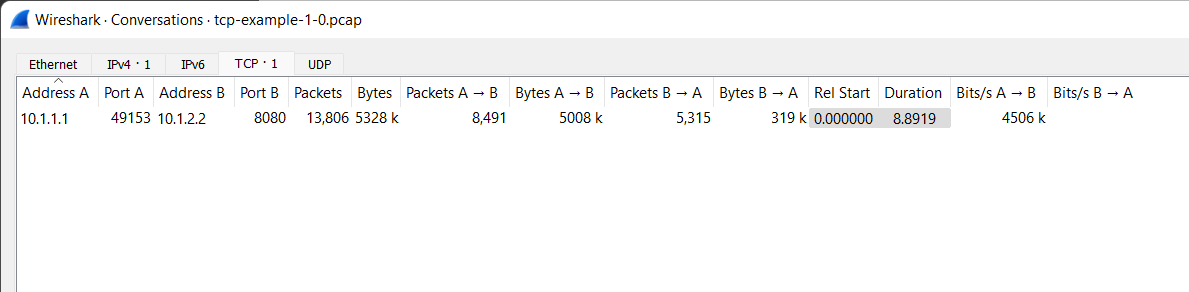 Wireshark · Conversations · tcp-example-1-0.pcap
Ethernet IPv4 · 1 IPv6 TCP · 1 UDP
Address A Port A Address B Port B Packets Bytes Packets A → B Bytes A → B Packets B → A Bytes B → A Rel Start Duration Bits/s A → B Bits/s B → A
10.1.1.1 49153 10.1.2.2 8080 13,806 5328 k 8,491 5008 k 5,315 319 k 0.000000 8.8919 4506 k